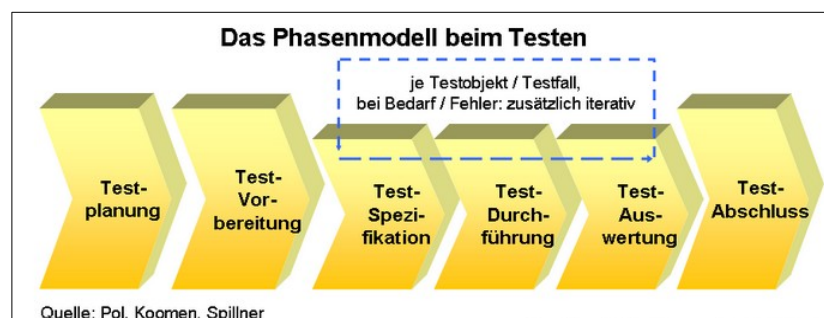 Das Phasenmodell beim Testen
je Testobjekt / Testfall,
bei Bedarf / Fehler: zusätzlich iterativ
Test-
planung
Test-
Vor-
bereitung
Test-
Spezi-
fikation
Test-
Durch-
führung
Test-
Aus-
wertung
Test-
Abschluss
Quelle: Pol, Koomen, Spillner